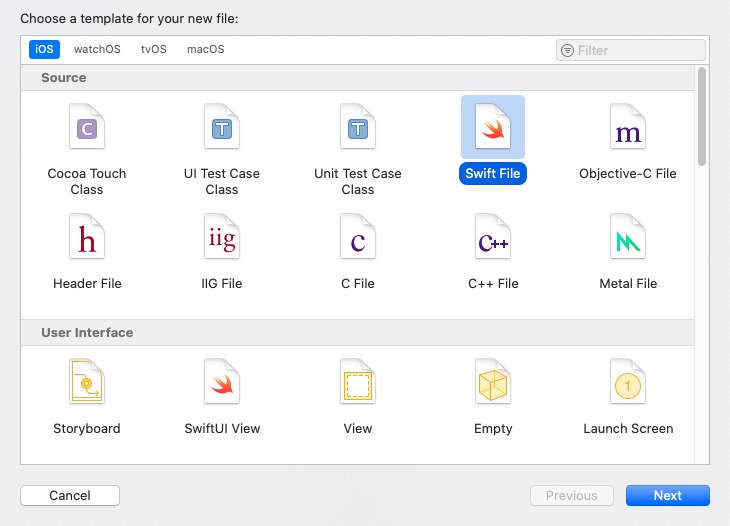 Choose a template for your new file:
iOS watchOS tvOS macOS Filter
Source
C T T m
Cocoa Touch Class UI Test Case Class Unit Test Case Class Swift File Objective-C File
h iig c C++
Header File IIG File C File C++ File Metal File
User Interface
1
Storyboard SwiftUI View View Empty Launch Screen
Cancel Previous Next